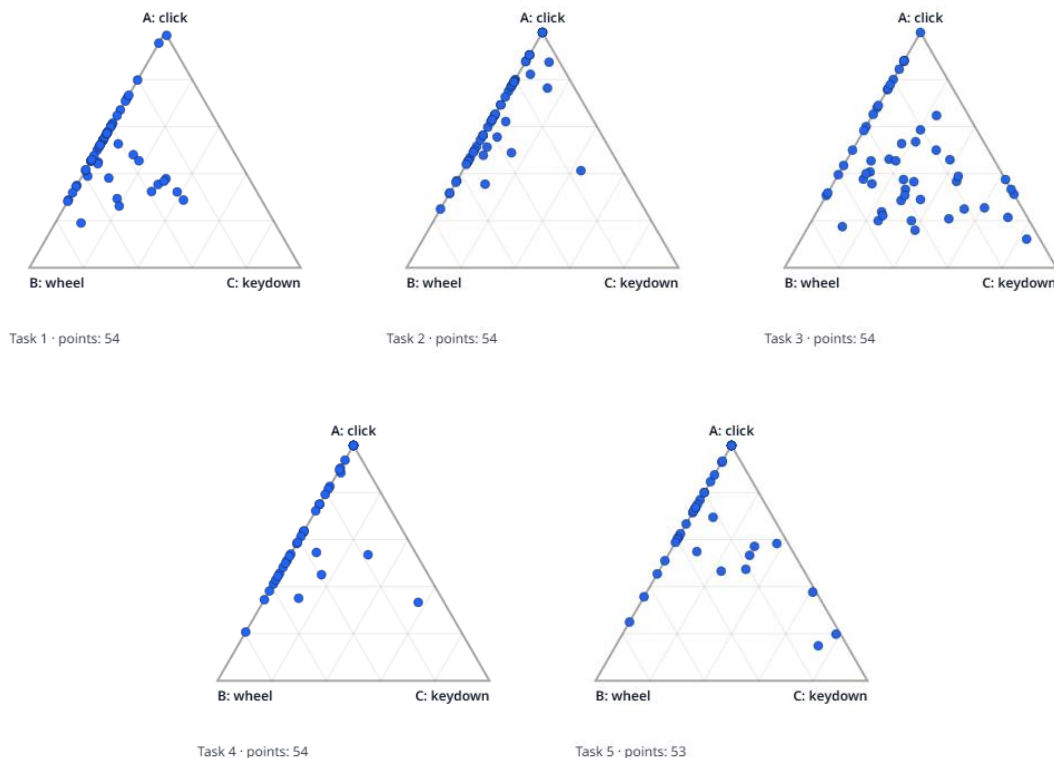 A: click
A: click
A: click
B: wheel
C: keydown
B: wheel
C: keydown
B: wheel
C: keydown
Task 1 · points: 54
Task 2 · points: 54
Task 3 · points: 54
A: click
A: click
B: wheel
C: keydown
B: wheel
C: keydown
Task 4 · points: 54
Task 5 · points: 53